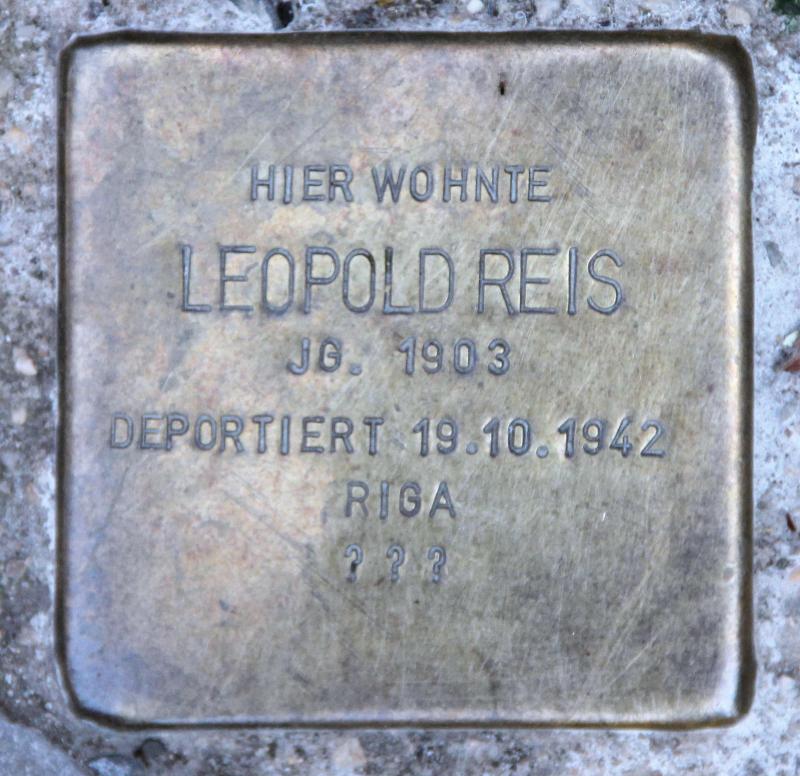 HIER WOHNTE
LEOPOLD REIS
JG. 1903
DEPORTIERT 19.10.1942
RIGA
? ? ?